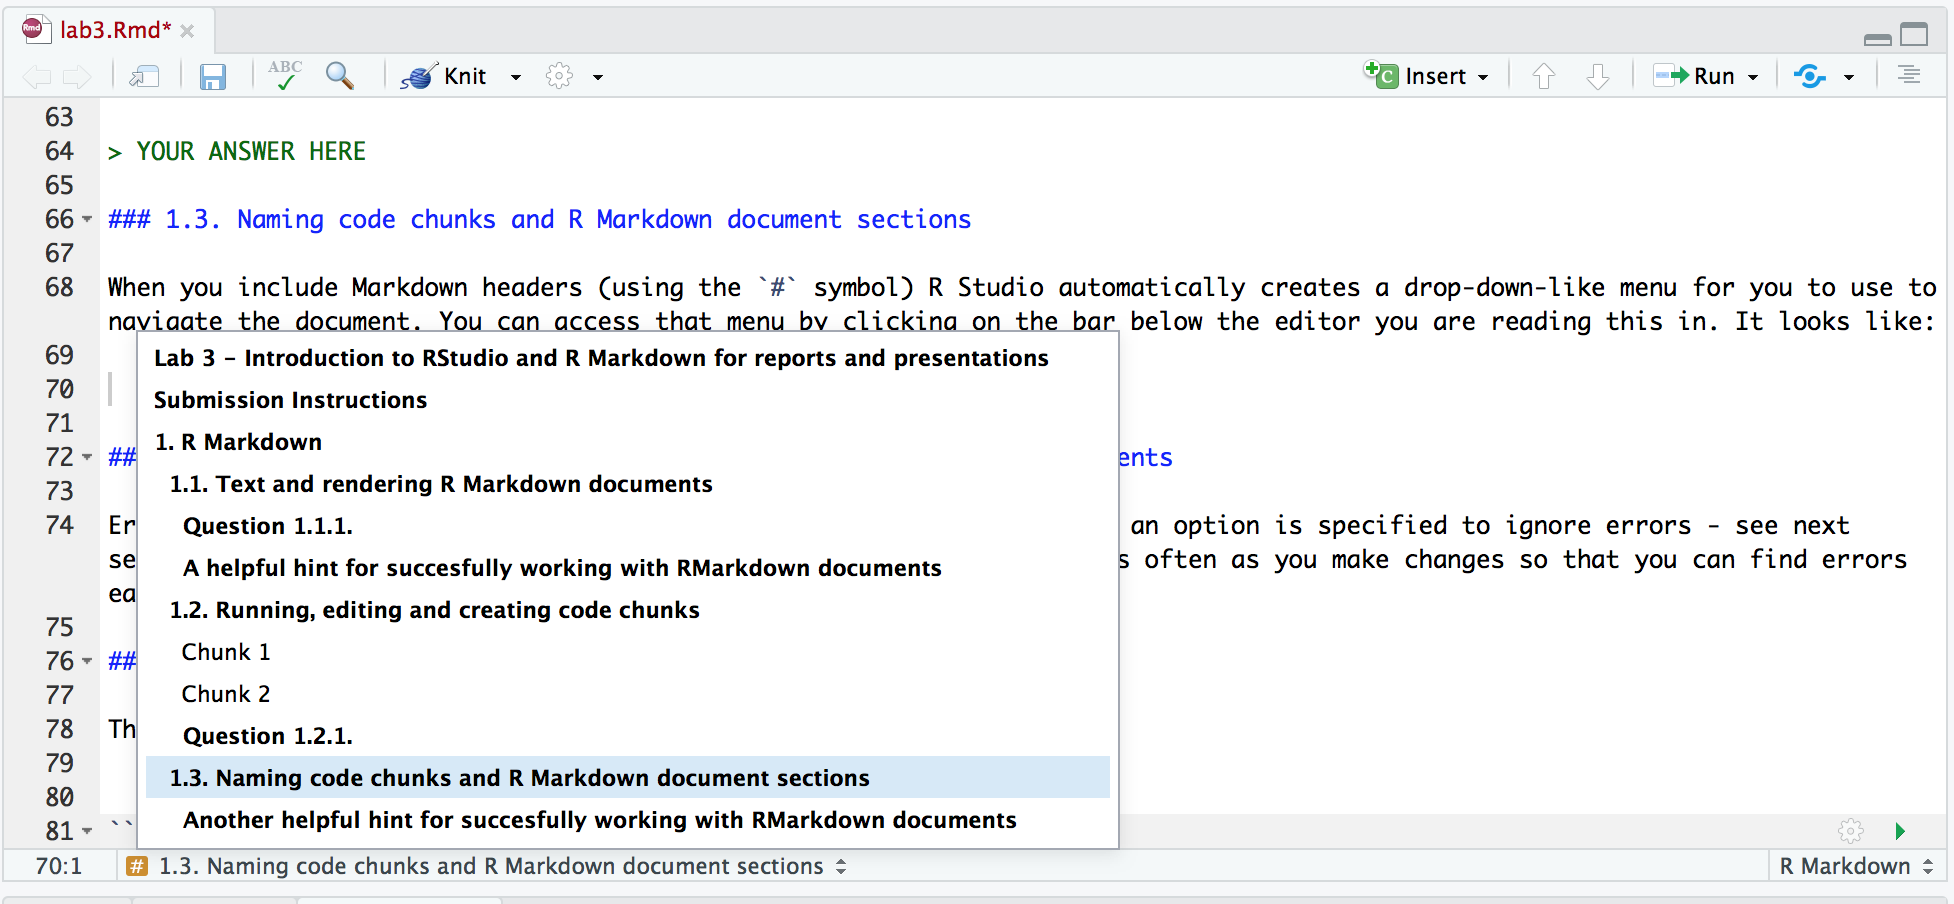 lab3.Rmd*
ABC Knit Insert Run
63
64 > YOUR ANSWER HERE
65
66 ### 1.3. Naming code chunks and R Markdown document sections
67
68 When you include Markdown headers (using the `#` symbol) R Studio automatically creates a drop-down-like menu for you to use to
navigate the document. You can access that menu by clicking on the bar below the editor you are reading this in. It looks like:
69
Lab 3 – Introduction to RStudio and R Markdown for reports and presentations
70
Submission Instructions
71
1. R Markdown
72 ## ents
1.1. Text and rendering R Markdown documents
73
74 Er an option is specified to ignore errors - see next
Question 1.1.1.
se s often as you make changes so that you can find errors
A helpful hint for succesfully working with RMarkdown documents
ea
1.2. Running, editing and creating code chunks
75
Chunk 1
76 ##
77
Chunk 2
78 Th
Question 1.2.1.
79
1.3. Naming code chunks and R Markdown document sections
80
Another helpful hint for succesfully working with RMarkdown documents
81 ``
70:1 # 1.3. Naming code chunks and R Markdown document sections R Markdown